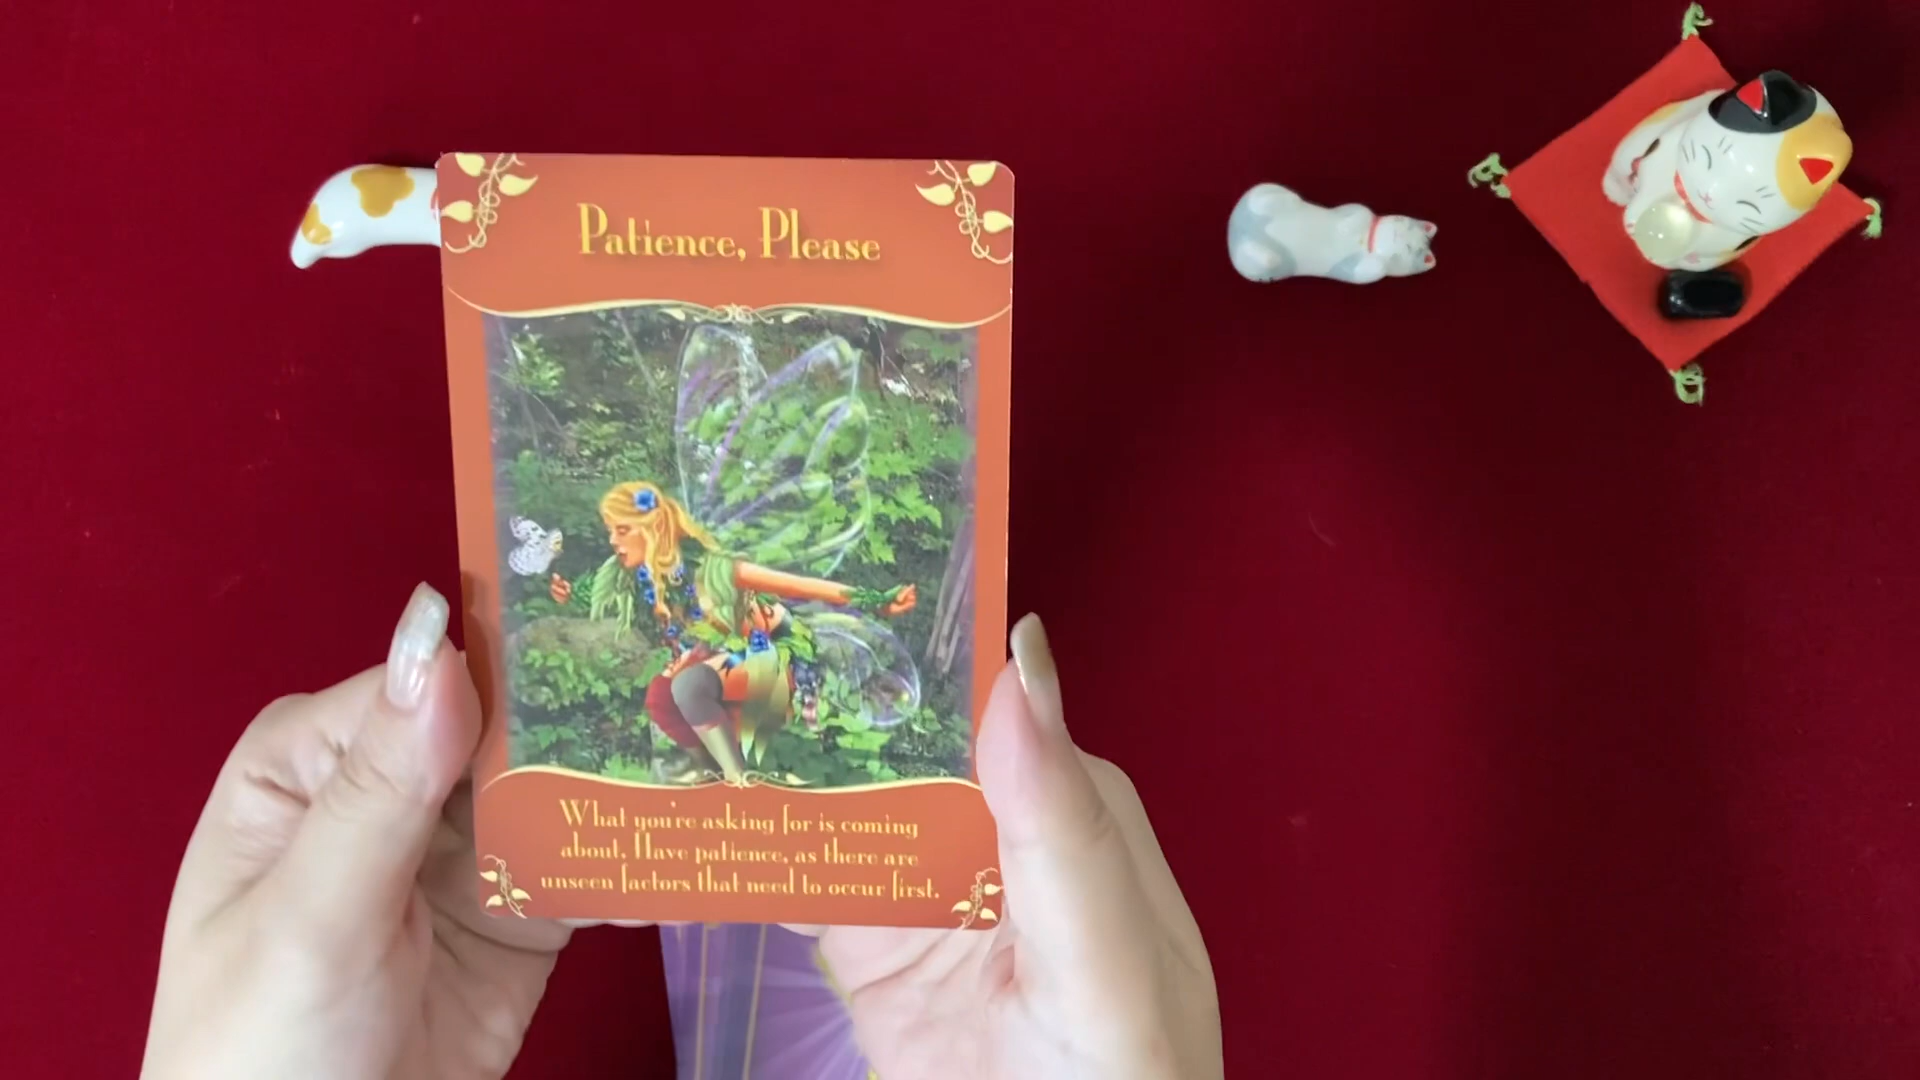 Patience, Please
What you're asking for is coming
about. Have patience, as there are
unseen factors that need to occur first.